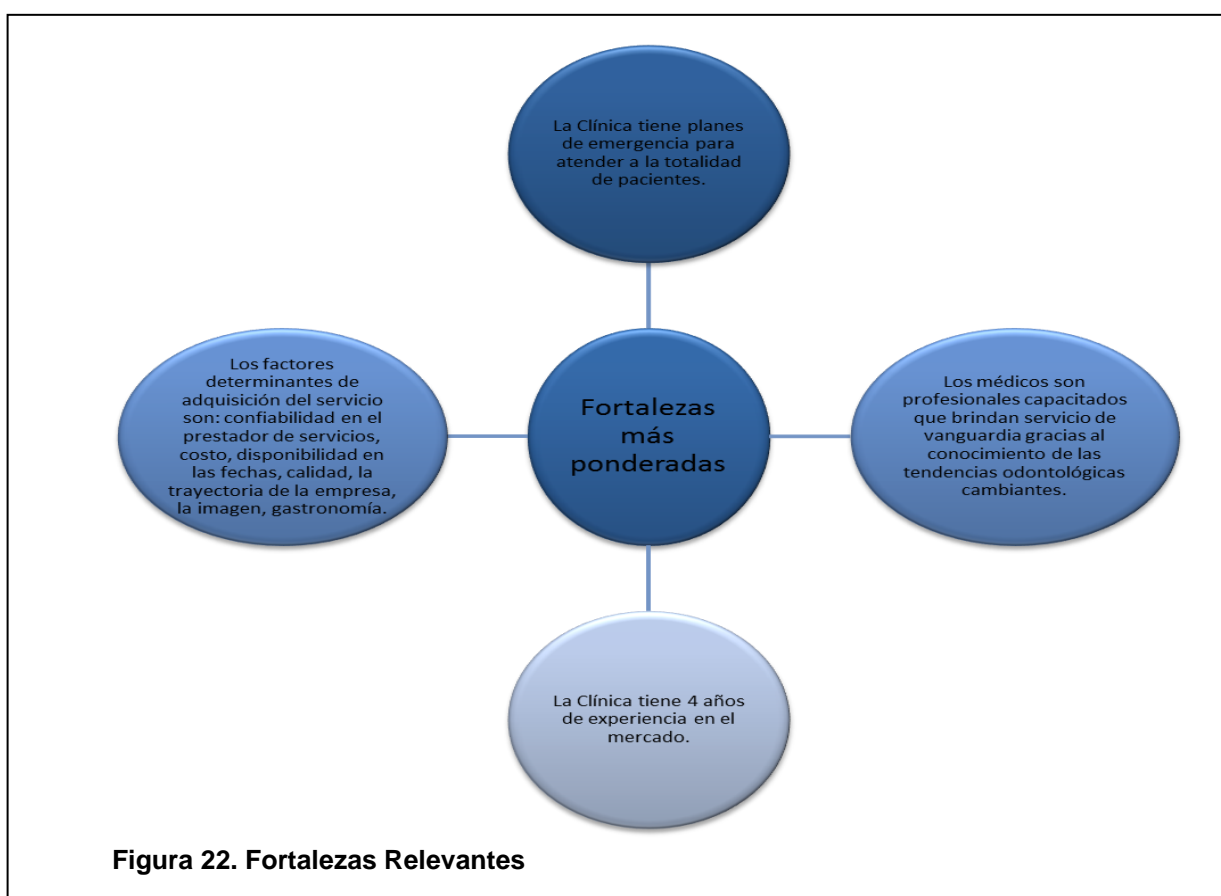 La Clínica tiene planes
de emergencia para
atender a la totalidad
de pacientes.
Los factores
determinantes de
adquisición del servicio
son: confiabilidad en el
prestador de servicios,
costo, disponibilidad en
las fechas, calidad, la
trayectoria de la empresa,
la imagen, gastronomía.
Fortalezas
más
ponderadas
Los médicos son
profesionales capacitados
que brindan servicio de
vanguardia gracias al
conocimiento de las
tendencias odontológicas
cambiantes.
La Clínica tiene 4 años
de experiencia en el
mercado.
Figura 22. Fortalezas Relevantes